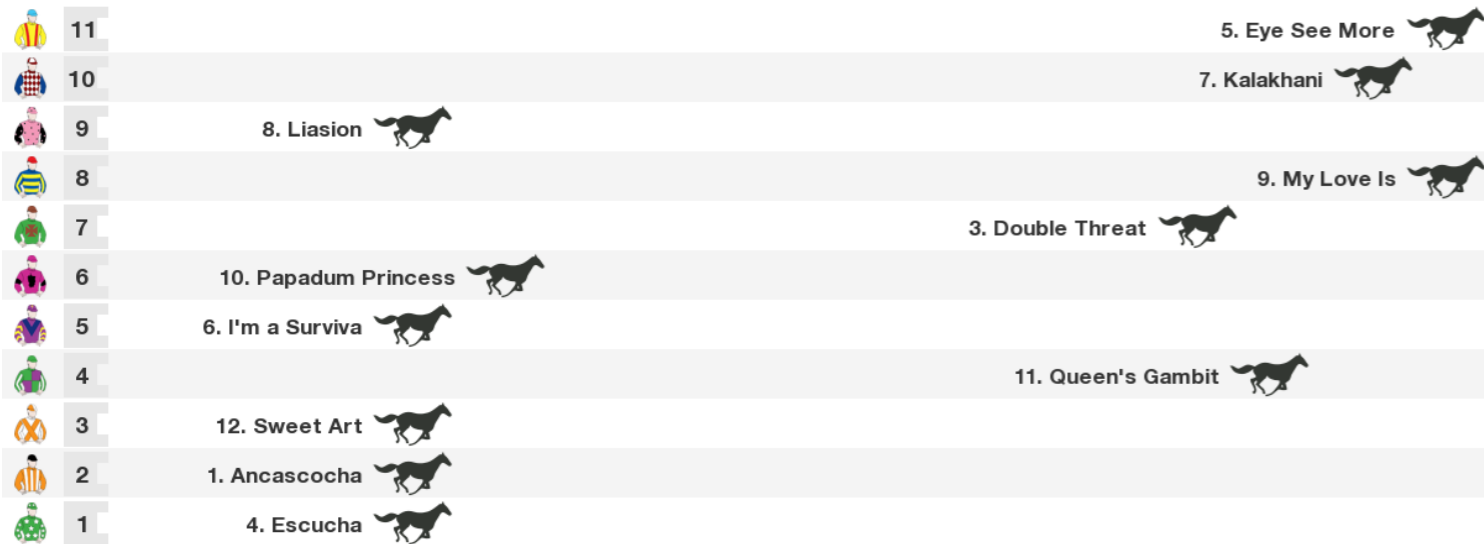 11 5. Eye See More
10 7. Kalakhani
9 8. Liasion
8 9. My Love Is
7 3. Double Threat
6 10. Papadum Princess
5 6. I'm a Surviva
4 11. Queen's Gambit
3 12. Sweet Art
2 1. Ancascocha
1 4. Escucha